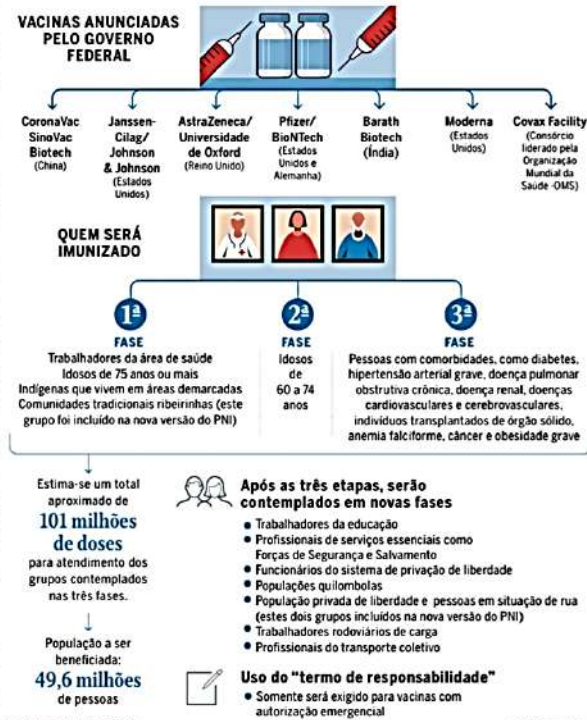 VACINAS ANUNCIADAS
PELO GOVERNO
FEDERAL
CoronaVac
SinoVac
Biotech
(China)
Janssen-
Cilag/
Johnson
& Johnson
(Estados
Unidos)
AstraZeneca/
Universidade
de Oxford
(Reino Unido)
Pfizer/
BioNTech
(Estados
Unidos e
Alemanha)
Barath
Biotech
(Índia)
Moderna
(Estados
Unidos)
Covax Facility
(Consórcio
liderado pela
Organização
Mundial da
Saúde -OMS)
QUEM SERÁ
IMUNIZADO
1ª
FASE
Trabalhadores da área de saúde
Idosos de 75 anos ou mais
Indígenas que vivem em áreas demarcadas
Comunidades tradicionais ribeirinhas (este
grupo foi incluído na nova versão do PNI)
2ª
FASE
Idosos
de
60 a 74
anos
3ª
FASE
Pessoas com comorbidades, como diabetes,
hipertensão arterial grave, doença pulmonar
obstrutiva crônica, doença renal, doenças
cardiovasculares e cerebrovasculares,
indivíduos transplantados de órgão sólido,
anemia falciforme, câncer e obesidade grave
Estima-se um total
aproximado de
101 milhões
de doses
para atendimento dos
grupos contemplados
nas três fases.
População a ser
beneficiada:
49,6 milhões
de pessoas
Após as três etapas, serão
contemplados em novas fases
• Trabalhadores da educação
• Profissionais de serviços essenciais como
Forças de Segurança e Salvamento
• Funcionários do sistema de privação de liberdade
• Populações quilombolas
• População privada de liberdade e pessoas em situação de rua
(estes dois grupos incluídos na nova versão do PNI)
• Trabalhadores rodoviários de carga
• Profissionais do transporte coletivo
Uso do “termo de responsabilidade”
• Somente será exigido para vacinas com
autorização emergencial